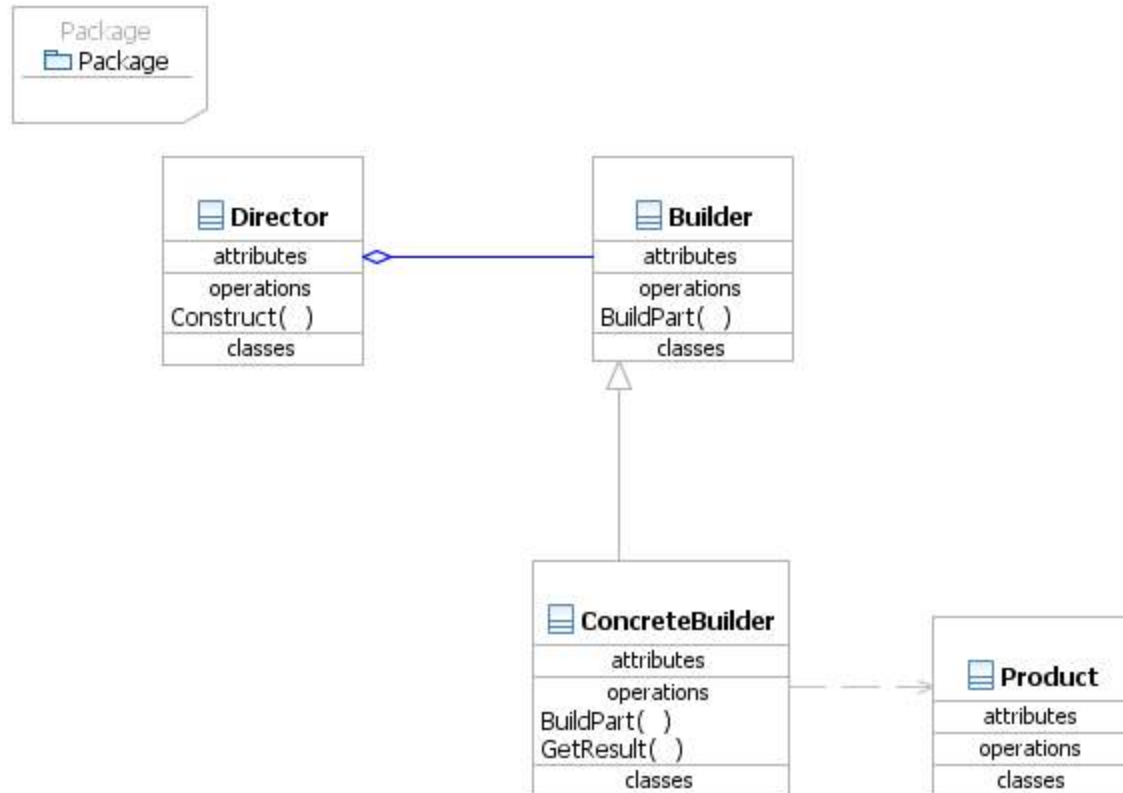 Package
Package
Director
attributes
operations
Construct(  )
classes
Builder
attributes
operations
BuildPart(  )
classes
ConcreteBuilder
attributes
operations
BuildPart(  )
GetResult(  )
classes
Product
attributes
operations
classes